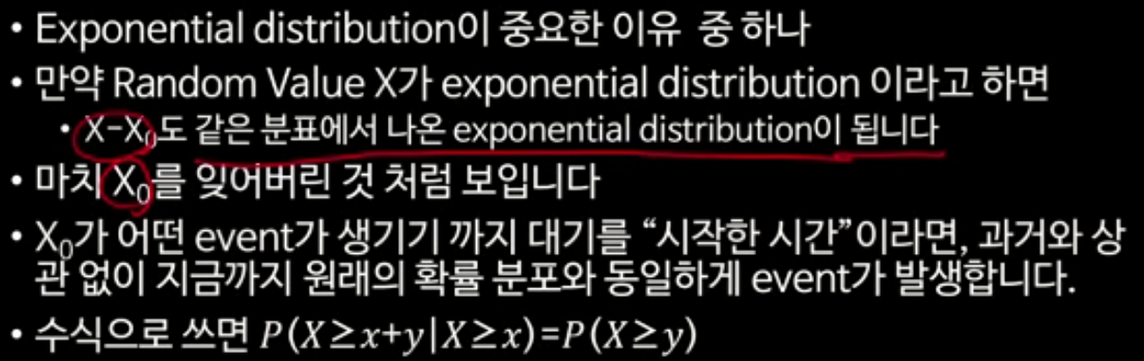 • Exponential distribution이 중요한 이유 중 하나
• 만약 Random Value X가 exponential distribution 이라고 하면
• X-X₀도 같은 분포에서 나온 exponential distribution이 됩니다
• 마치 X₀를 잊어버린 것 처럼 보입니다
• X₀가 어떤 event가 생기기 까지 대기를 “시작한 시간”이라면, 과거와 상
관 없이 지금까지 원래의 확률 분포와 동일하게 event가 발생합니다.
• 수식으로 쓰면 P(X≥x+y|X≥x)=P(X≥y)